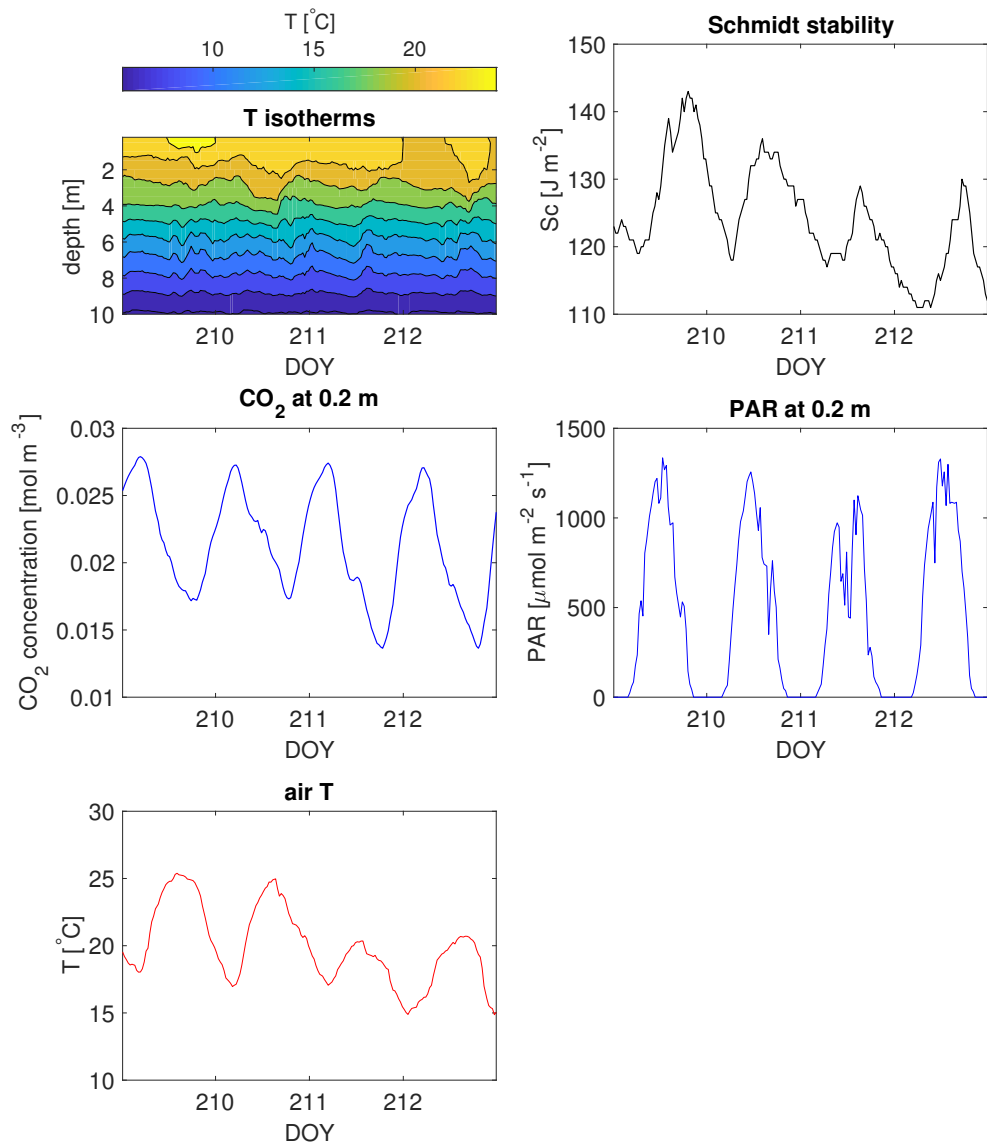 T [°C]
10 15 20
T isotherms
depth [m]
2
4
6
8
10
210 211 212
DOY
Schmidt stability
Sc [J m⁻²]
150
140
130
120
110
210 211 212
DOY
CO₂ at 0.2 m
CO₂ concentration [mol m⁻³]
0.03
0.025
0.02
0.015
0.01
210 211 212
DOY
PAR at 0.2 m
PAR [μmol m⁻² s⁻¹]
1500
1000
500
0
210 211 212
DOY
air T
T [°C]
30
25
20
15
10
210 211 212
DOY